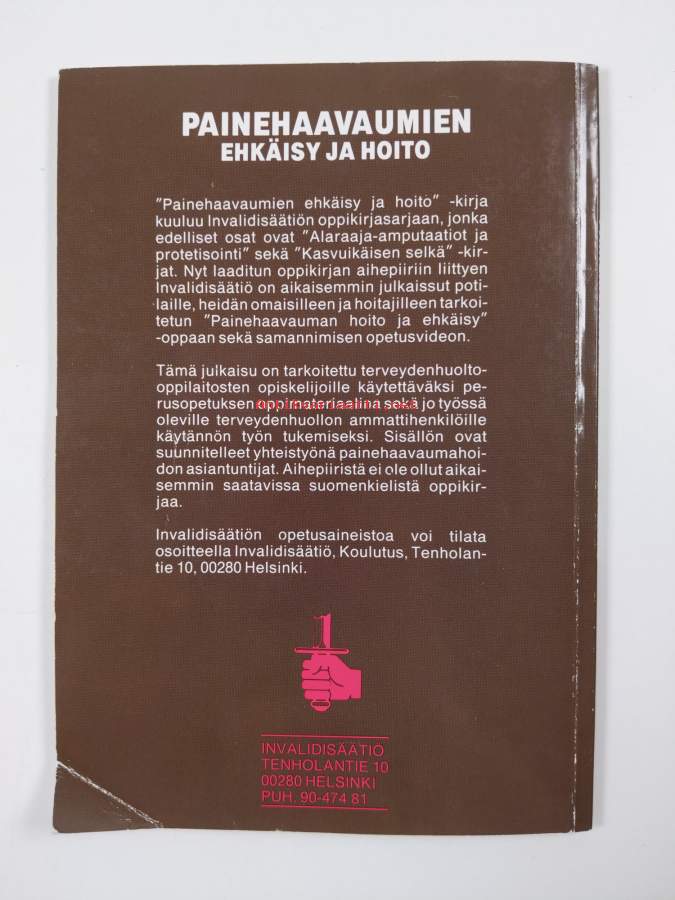 PAINEHAAVAUMIEN
EHKÄISY JA HOITO
"Painehaavaumien ehkäisy ja hoito" -kirja
kuuluu Invalidisäätiön oppikirjasarjaan, jonka
edelliset osat ovat "Alaraaja-amputaatiot ja
protetisointi" sekä "Kasvuikäisen selkä" -kir-
jat. Nyt laaditun oppikirjan aihepiiriin liittyen
Invalidisäätiö on aikaisemmin julkaissut poti-
laille, heidän omaisilleen ja hoitajilleen tarkoi-
tetun "Painehaavauman hoito ja ehkäisy"
-oppaan sekä samannimisen opetusvideon.
Tämä julkaisu on tarkoitettu terveydenhuolto-
oppilaitosten opiskelijoille käytettäväksi pe-
rusopetuksen oppimateriaalina sekä jo työssä
oleville terveydenhuollon ammattihenkilöille
käytännön työn tukemiseksi. Sisällön ovat
suunnitelleet yhteistyönä painehaavaumahoi-
don asiantuntijat. Aihepiiristä ei ole ollut aikai-
semmin saatavissa suomenkielistä oppikir-
jaa.
Invalidisäätiön opetusaineistoa voi tilata
osoitteella Invalidisäätiö, Koulutus, Tenholan-
tie 10, 00280 Helsinki.
INVALIDISÄÄTIÖ
TENHOLANTIE 10
00280 HELSINKI
PUH. 90-474 81